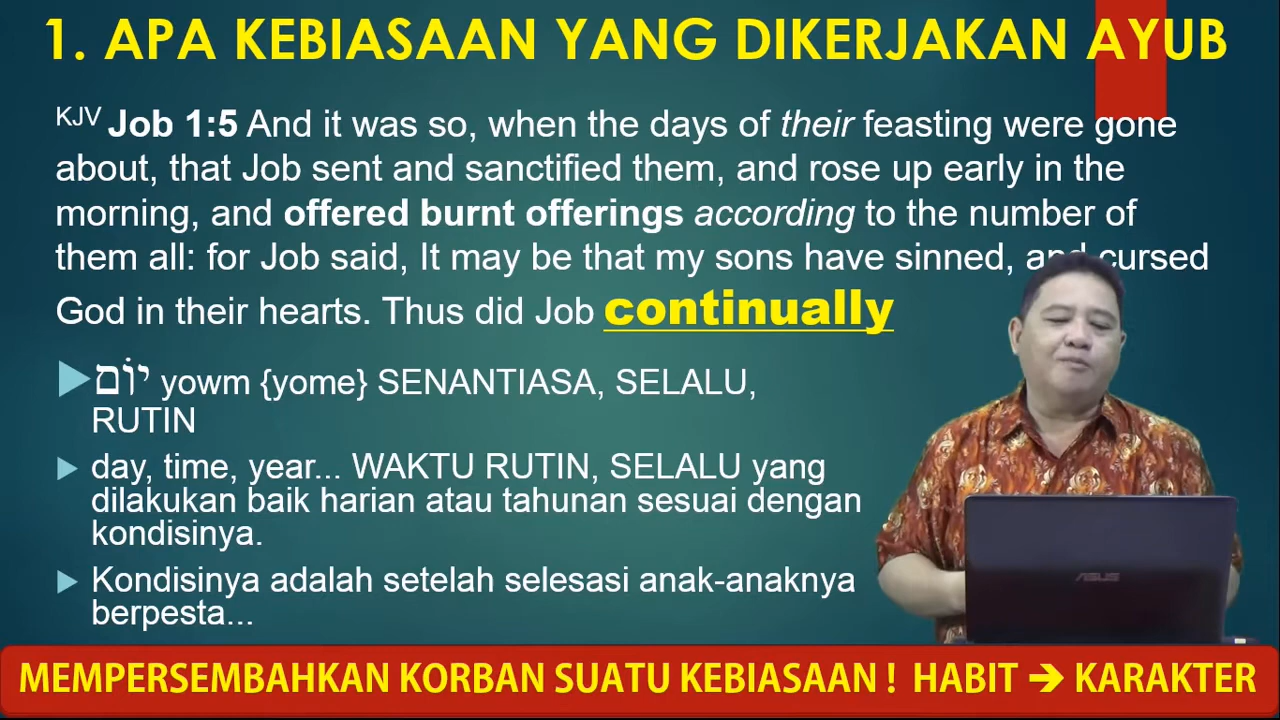 1. APA KEBIASAAN YANG DIKERJAKAN AYUB
KJV Job 1:5 And it was so, when the days of their feasting were gone
about, that Job sent and sanctified them, and rose up early in the
morning, and offered burnt offerings according to the number of
them all: for Job said, It may be that my sons have sinned, and cursed
God in their hearts. Thus did Job continually
יוֹם yowm {yome} SENANTIASA, SELALU,
RUTIN
day, time, year... WAKTU RUTIN, SELALU yang
dilakukan baik harian atau tahunan sesuai dengan
kondisinya.
Kondisinya adalah setelah selesasi anak-anaknya
berpesta...
ASUS
MEMPERSEMBAHKAN KORBAN SUATU KEBIASAAN ! HABIT ➔ KARAKTER